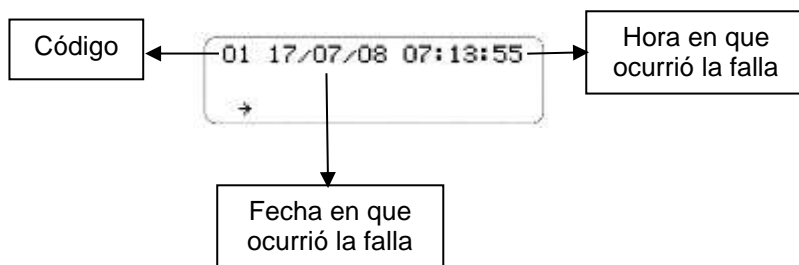 Código
01 17/07/08 07:13:55
→
Hora en que
ocurrió la falla
Fecha en que
ocurrió la falla